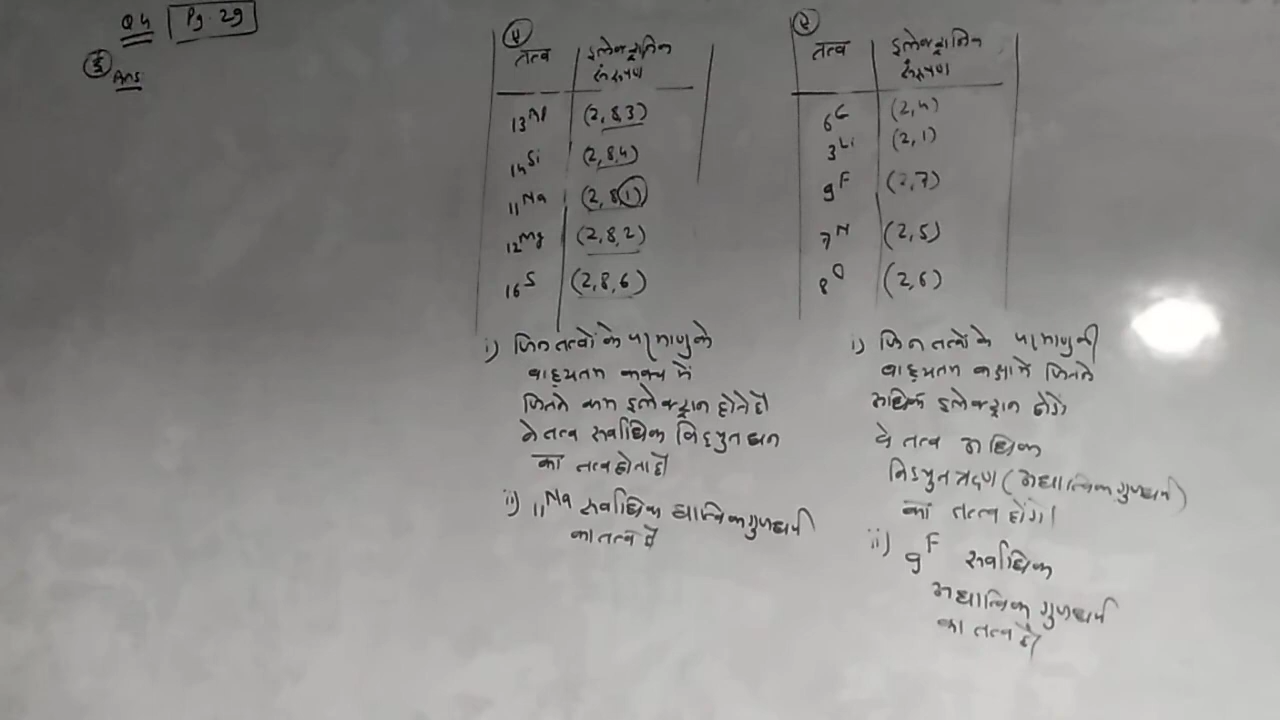 Q4 Pg. 29
ई Ans
ए
तत्व इलेक्ट्रानिक
संरूपण
13Al (2,8,3)
14Si (2,8,4)
11Na (2,8,1)
12Mg (2,8,2)
16S (2,8,6)
i) जिन तत्वों के परमाणु के
बाह्यतम कक्ष में
जितने कम इलेक्ट्रान होते है
वे तत्व सर्वाधिक विद्युत धन
का तत्व होता है
ii) 11Na सर्वाधिक धात्विक गुणधर्म
का तत्व है
ऐ
तत्व इलेक्ट्रानिक
संरूपण
6C (2,4)
3Li (2,1)
9F (2,7)
7N (2,5)
8O (2,6)
i) जिन तत्वों के परमाणु की
बाह्यतम कक्षा में जितने
अधिक इलेक्ट्रान होंगे
वे तत्व अधिक
विद्युत ऋण (अधात्विक गुणधर्म)
का तत्व होंगे।
ii) 9F सर्वाधिक
अधात्विक गुणधर्म
का तत्व है।